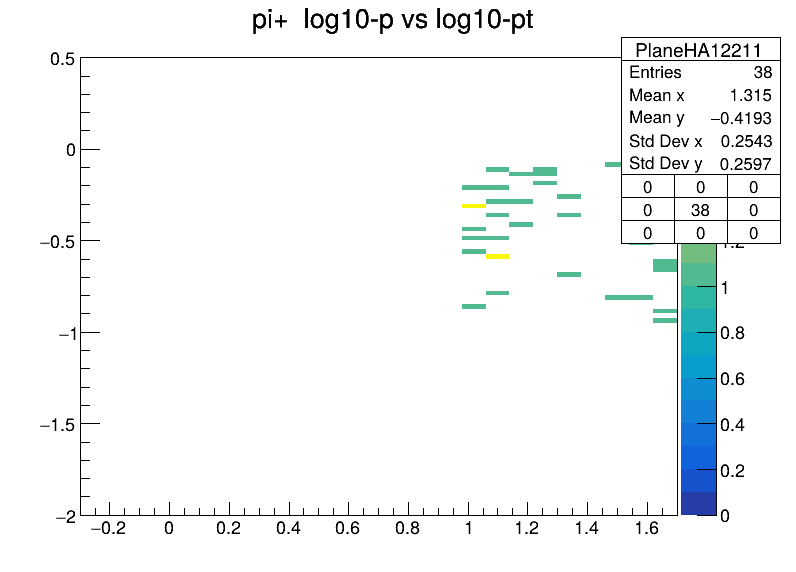 pi+ log10-p vs log10-pt
PlaneHA12211
Entries 38
Mean x 1.315
Mean y −0.4193
Std Dev x 0.2543
Std Dev y 0.2597
0 0 0
0 38 0
0 0 0
0.5
0
−0.5
−1
−1.5
−2
−0.2 0 0.2 0.4 0.6 0.8 1 1.2 1.4 1.6
1
0.8
0.6
0.4
0.2
0